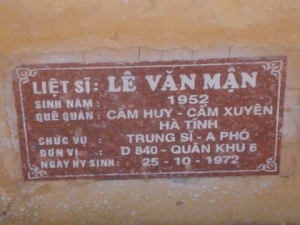 LIỆT SĨ: LÊ VĂN MẬN
SINH NĂM : 1952
QUÊ QUÁN : CẨM HUY - CẨM XUYÊN
HÀ TĨNH
CHỨC VỤ : TRUNG SĨ - A PHÓ
ĐƠN VỊ : D 840 - QUÂN KHU 6
NGÀY HY SINH: 25 - 10 - 1972